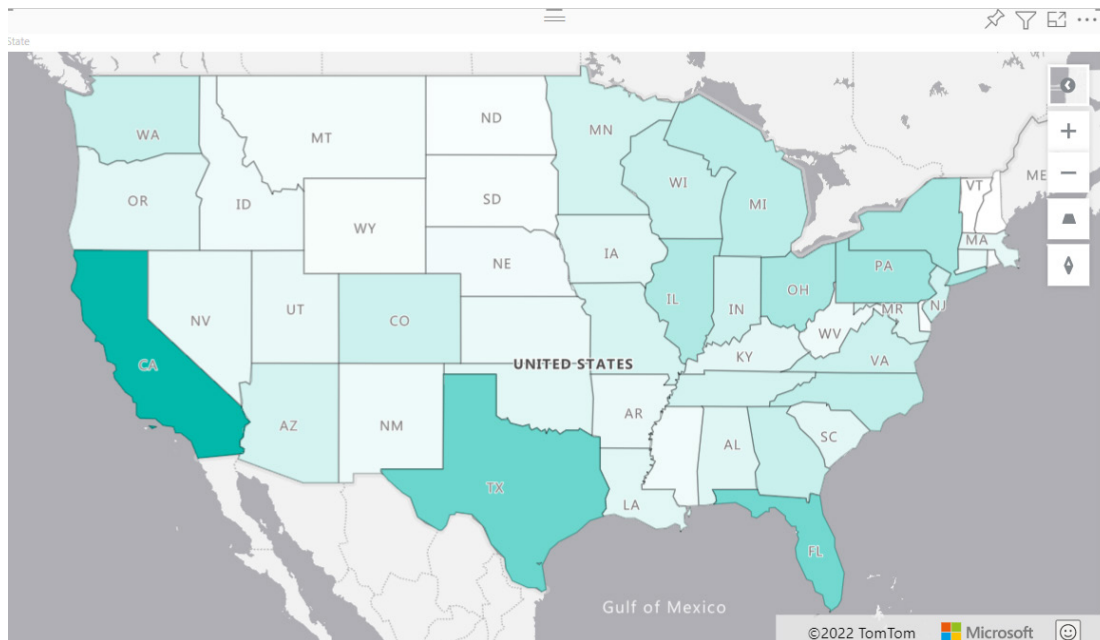 State
WA
MT
ND
MN
OR
ID
WY
SD
WI
MI
VT
ME
NV
UT
CO
NE
IA
IL
IN
OH
PA
MA
NJ
CA
UNITED STATES
KY
WV
MR
VA
AZ
NM
AR
TX
LA
AL
SC
FL
Gulf of Mexico
©2022 TomTom
Microsoft